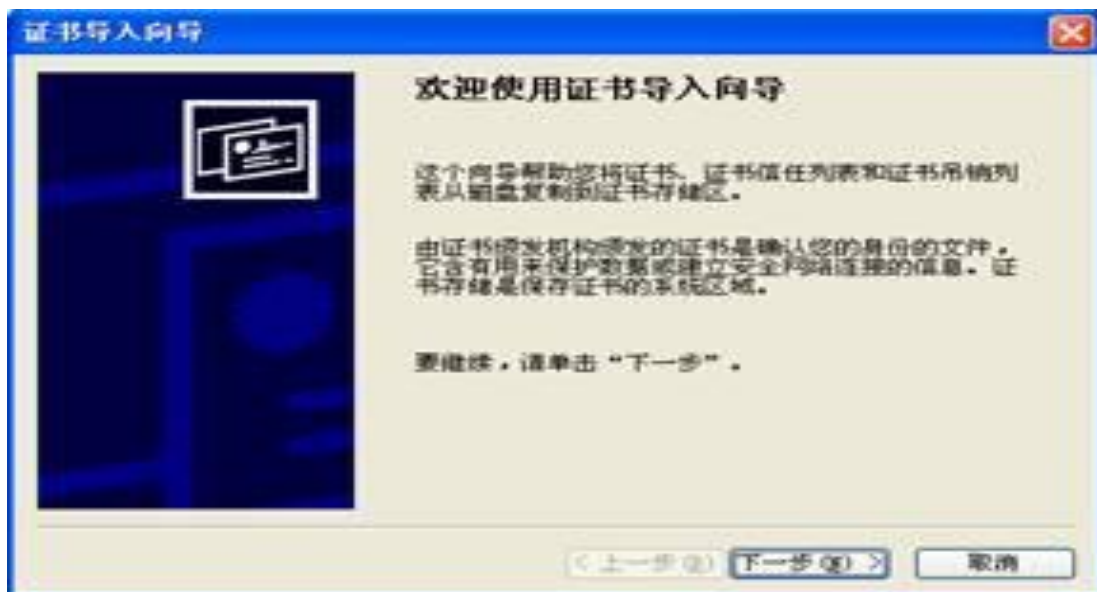 证书导入向导
欢迎使用证书导入向导
这个向导帮助您将证书、证书信任列表和证书吊销列
表从磁盘复制到证书存储区。
由证书颁发机构颁发的证书是确认您的身份的文件，
它含有用来保护数据或建立安全网络连接的信息。证
书存储是保存证书的系统区域。
要继续，请单击“下一步”。
< 上一步(B)
下一步(N) >
取消